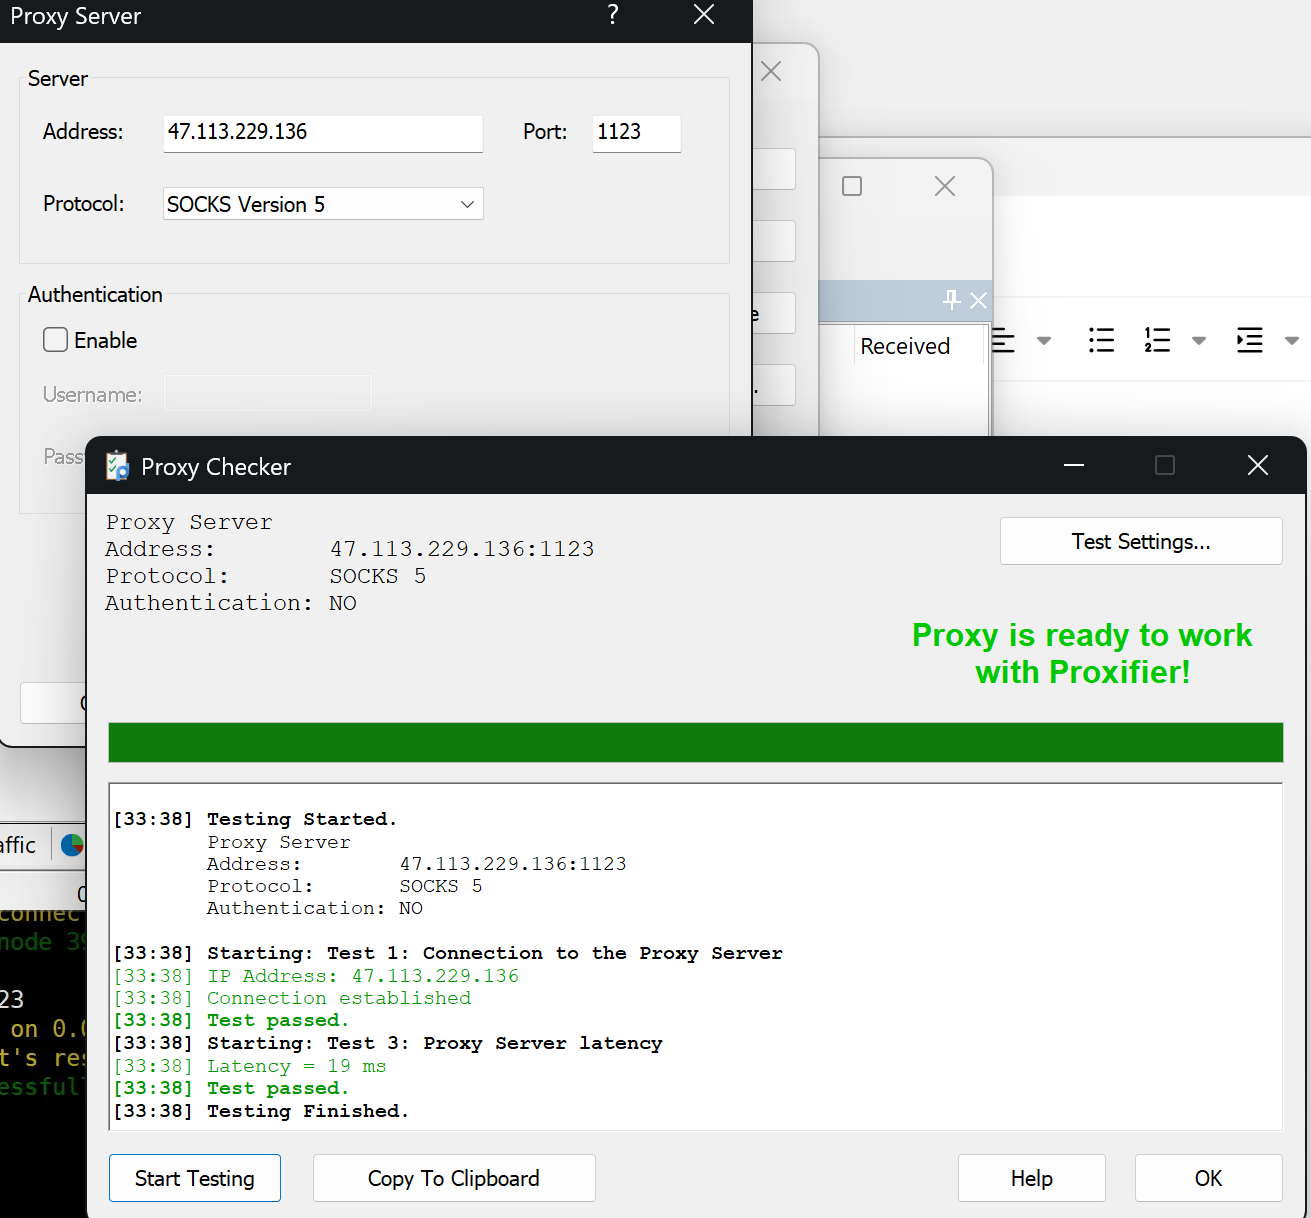 Proxy Server
?
Server
Address: 47.113.229.136 Port: 1123
Protocol: SOCKS Version 5
Authentication
Enable
Username:
Received
Proxy Checker
Proxy Server
Address: 47.113.229.136:1123
Protocol: SOCKS 5
Authentication: NO
Test Settings...
Proxy is ready to work
with Proxifier!
[33:38] Testing Started.
Proxy Server
Address: 47.113.229.136:1123
Protocol: SOCKS 5
Authentication: NO
[33:38] Starting: Test 1: Connection to the Proxy Server
[33:38] IP Address: 47.113.229.136
[33:38] Connection established
[33:38] Test passed.
[33:38] Starting: Test 3: Proxy Server latency
[33:38] Latency = 19 ms
[33:38] Test passed.
[33:38] Testing Finished.
Start Testing
Copy To Clipboard
Help
OK
affic
node 39
23
on 0.0
t's res
essful